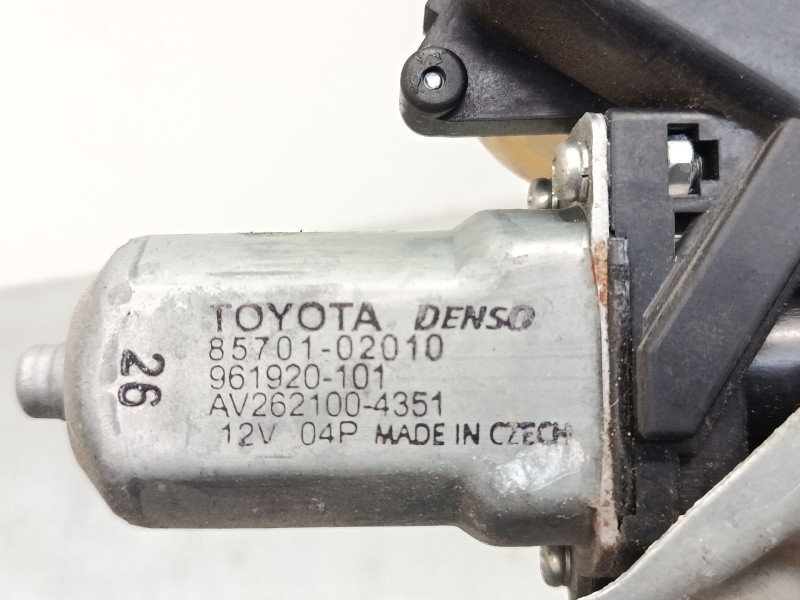 TOYOTA DENSO
85701-02010
961920-101
AV262100-4351
12V 04P MADE IN CZECH
26